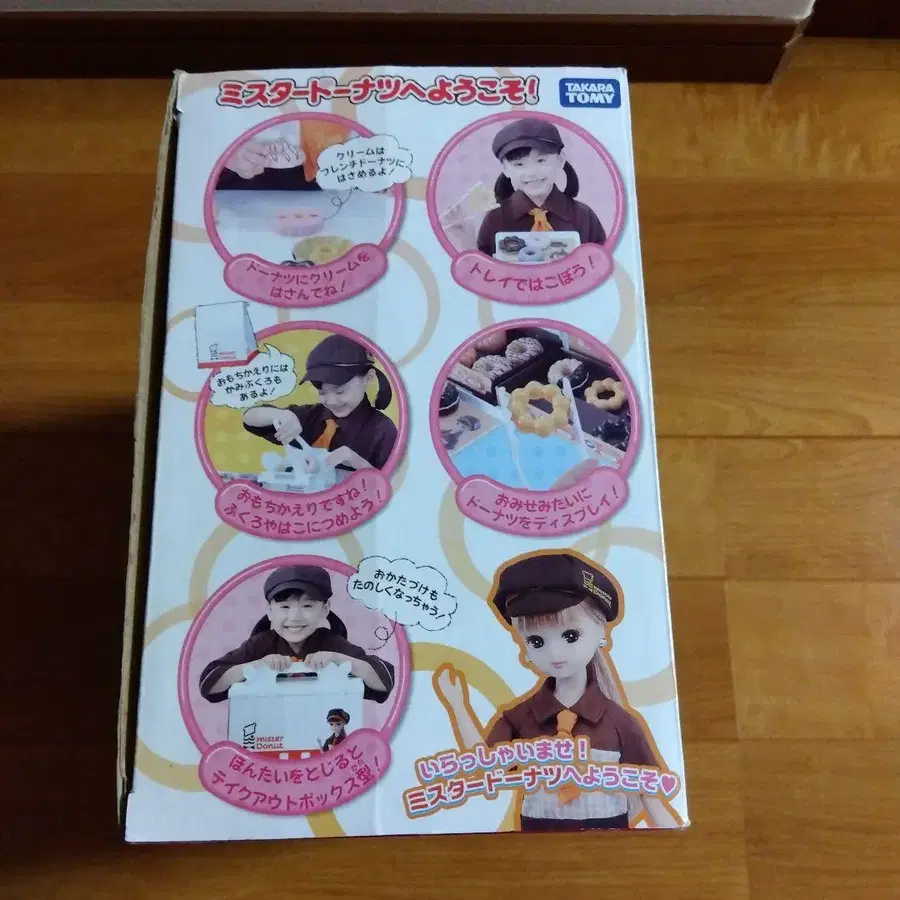 ミスタードーナツへようこそ!
TAKARA
TOMY
クリームは
フレンチドーナツに
はさめるよ!
ドーナツにクリームを
はさんでね!
トレイではこぼう!
mister
Donut
おもちかえりには
かみぶくろも
あるよ!
おもちかえりですね!
ふくろやはこにつめよう!
おみせみたいに
ドーナツをディスプレイ!
おかたづけも
たのしくなっちゃう!
mister
Donut
ほんたいをとじると
テイクアウトボックス型!
がた
いらっしゃいませ!
ミスタードーナツへようこそ♥